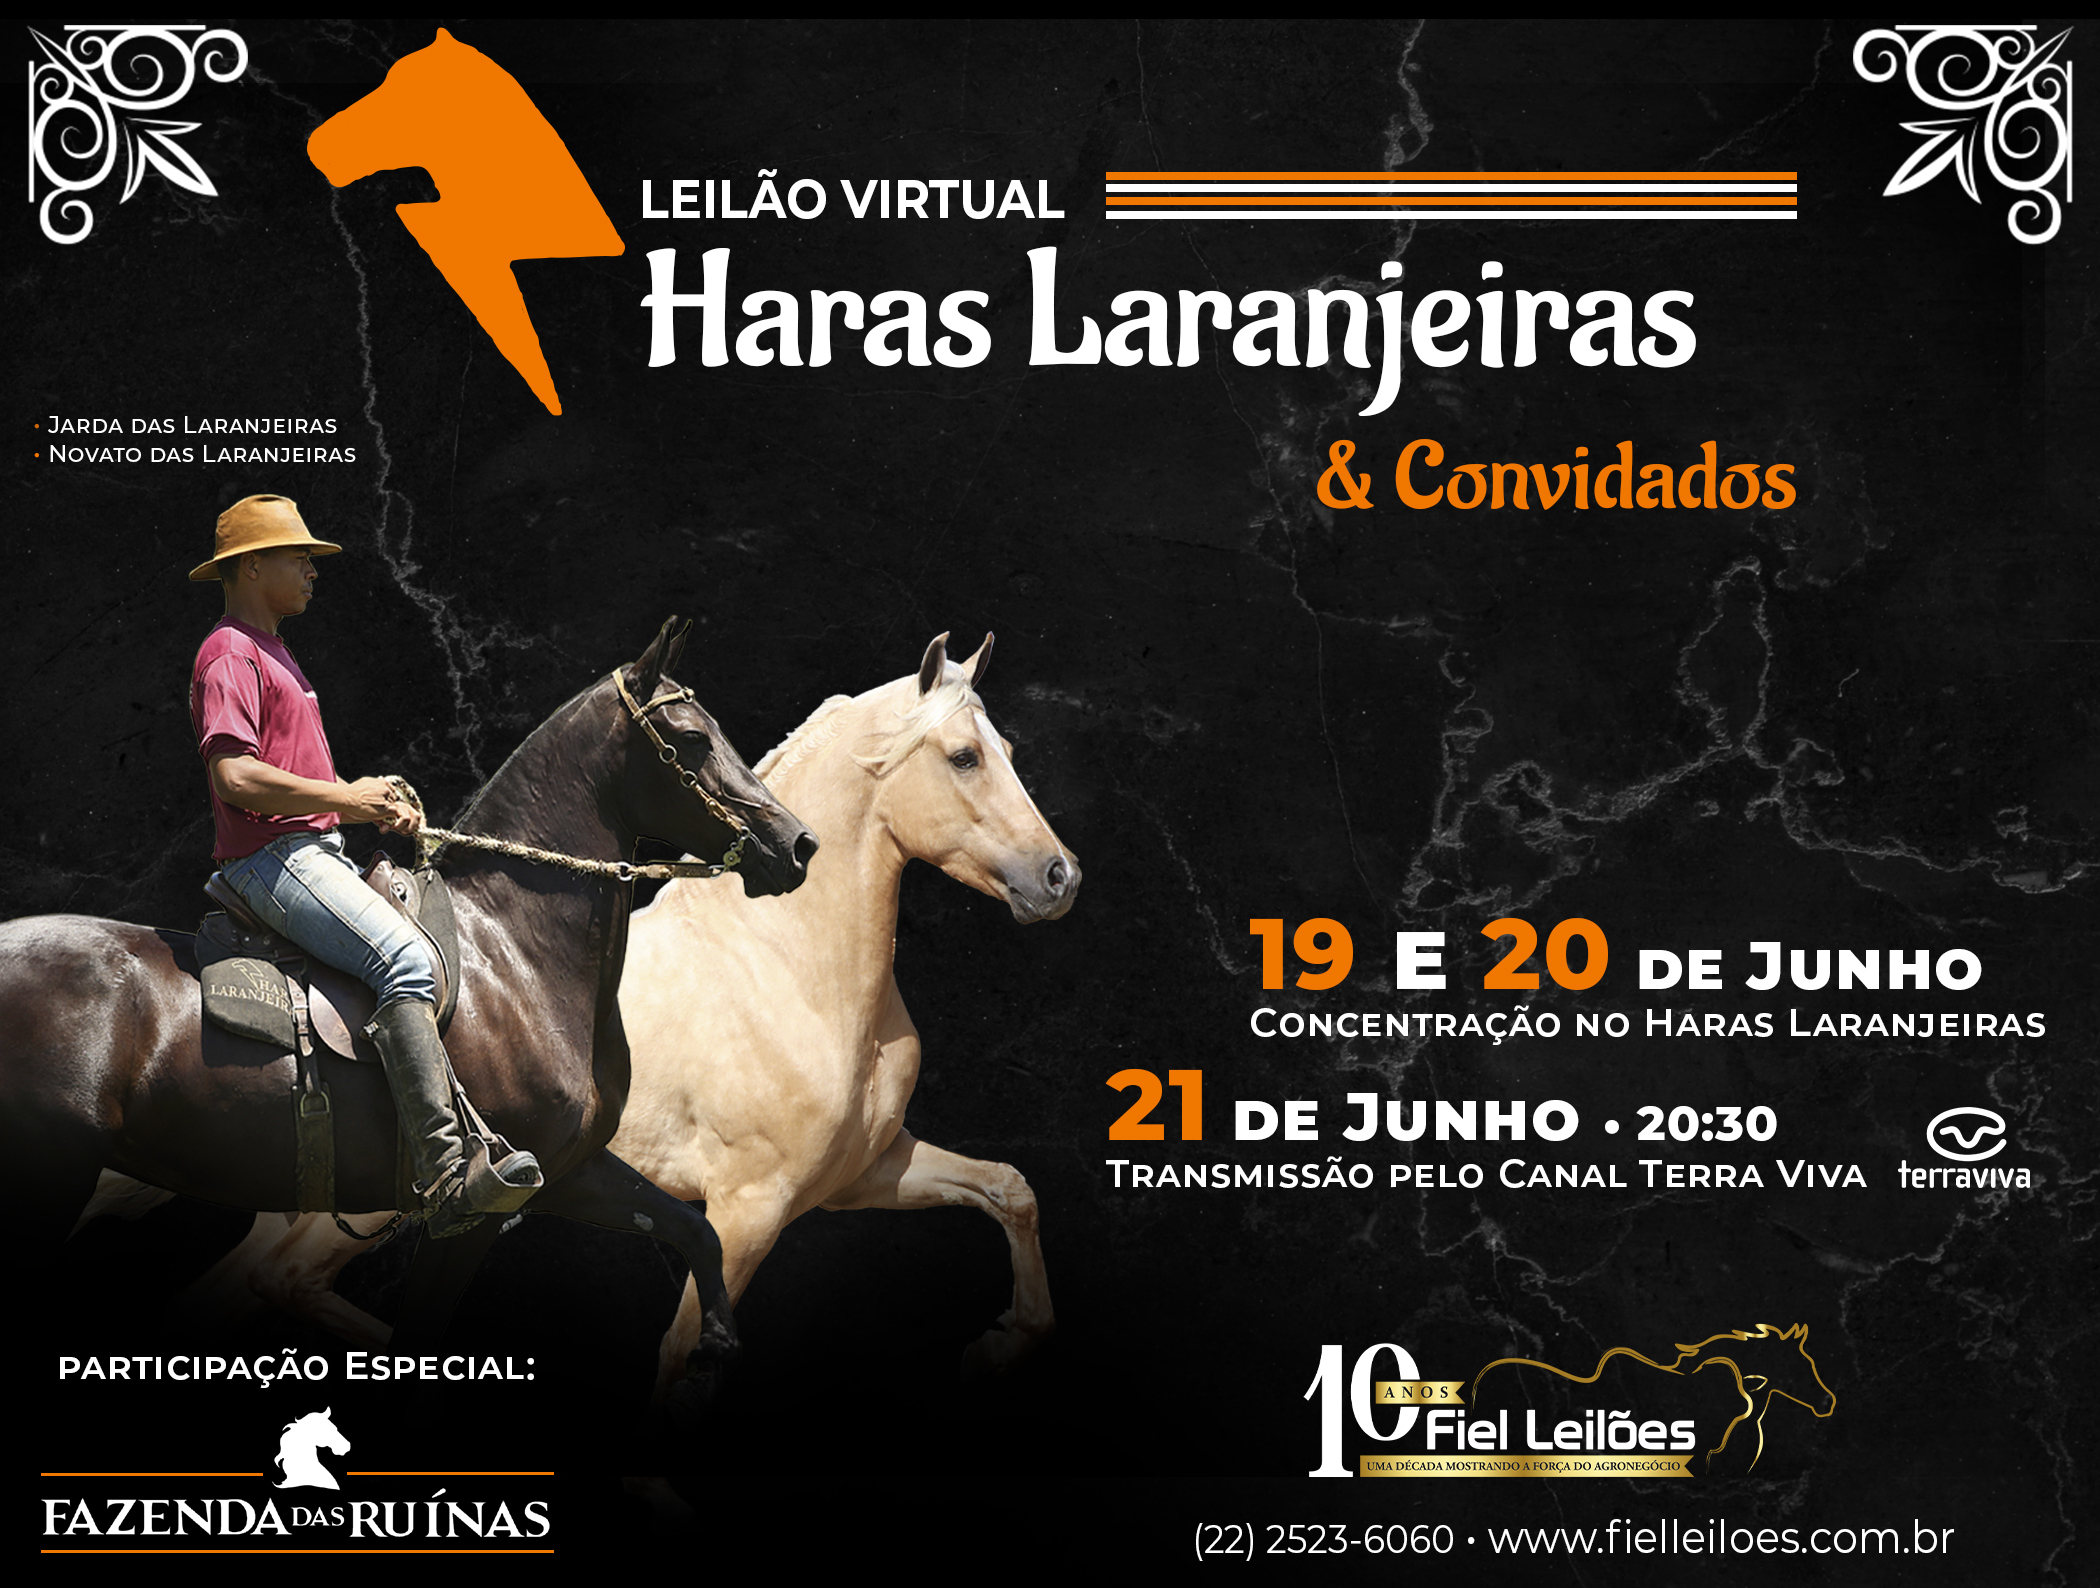 LEILÃO VIRTUAL
Haras Laranjeiras
& Convidados
• Jarda das Laranjeiras
• Novato das Laranjeiras
LARANJEIR
19 e 20 de Junho
Concentração no Haras Laranjeiras
21 de Junho • 20:30
Transmissão pelo Canal Terra Viva
terraviva
participação Especial:
FAZENDA DAS RUÍNAS
10
ANOS
Fiel Leilões
UMA DÉCADA MOSTRANDO A FORÇA DO AGRONEGÓCIO
(22) 2523-6060 • www.fielleiloes.com.br